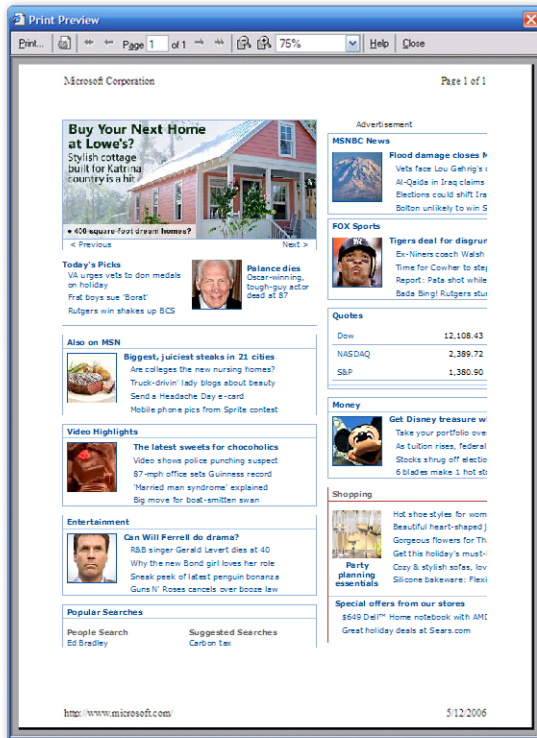 Print Preview
Print... Page 1 of 1 75% Help Close
Microsoft Corporation Page 1 of 1
Buy Your Next Home
at Lowe's?
Stylish cottage
built for Katrina
country is a hit
• 400-square-foot dream homes?
< Previous Next >
Today's Picks
VA urges vets to don medals
on holiday
Frat boys sue 'Borat'
Rutgers win shakes up BCS
Palance dies
Oscar-winning,
tough-guy actor
dead at 87
Also on MSN
Biggest, juiciest steaks in 21 cities
Are colleges the new nursing homes?
Truck-drivin' lady blogs about beauty
Send a Headache Day e-card
Mobile phone pics from Sprite contest
Video Highlights
The latest sweets for chocoholics
Video shows police punching suspect
87-mph office sets Guinness record
'Married man syndrome' explained
Big move for boat-smitten swan
Entertainment
Can Will Ferrell do drama?
R&B singer Gerald Levert dies at 40
Why the new Bond girl loves her role
Sneak peek of latest penguin bonanza
Guns N' Roses cancels over booze law
Popular Searches
People Search Suggested Searches
Ed Bradley Carbon tax
Advertisement
MSNBC News
Flood damage closes M
Vets face Lou Gehrig's d
Al-Qaida in Iraq claims
Elections could shift Ira
Bolton unlikely to win S
FOX Sports
Tigers deal for disgrun
Ex-Niners coach Walsh
Time for Cowher to step
Report: Pata shot while
Bada Bing! Rutgers stu
Quotes
Dow 12,108.43
NASDAQ 2,389.72
S&P 1,380.90
Money
Get Disney treasure w
Take your portfolio over
As tuition rises, federal
Stocks shrug off electio
6 blades make 1 hot sto
Shopping
Party
planning
essentials
Hot shoe styles for wom
Beautiful heart-shaped j
Gorgeous flowers for Th
Get this holiday's must-
Cozy & stylish sofas, lov
Silicone bakeware: Flexi
Special offers from our stores
$649 Dell™ Home notebook with AMD
Great holiday deals at Sears.com
http://www.microsoft.com/ 5/12/2006